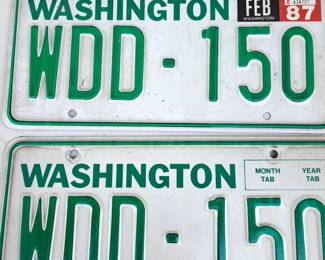 WASHINGTON
FEB
WASHINGTON
87
WDD-150
WASHINGTON
MONTH TAB
YEAR TAB
WDD-150